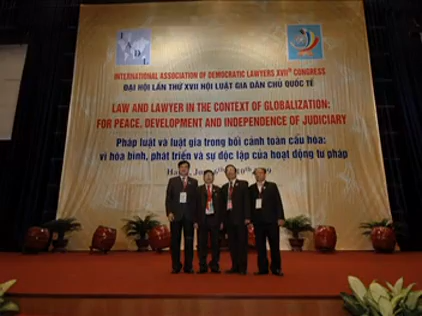 I A D L
INTERNATIONAL ASSOCIATION OF DEMOCRATIC LAWYERS XVIITH CONGRESS
ĐẠI HỘI LẦN THỨ XVII HỘI LUẬT GIA DÂN CHỦ QUỐC TẾ
LAW AND LAWYER IN THE CONTEXT OF GLOBALIZATION:
FOR PEACE, DEVELOPMENT AND INDEPENDENCE OF JUDICIARY
Pháp luật và luật gia trong bối cảnh toàn cầu hóa:
vì hòa bình, phát triển và sự độc lập của hoạt động tư pháp